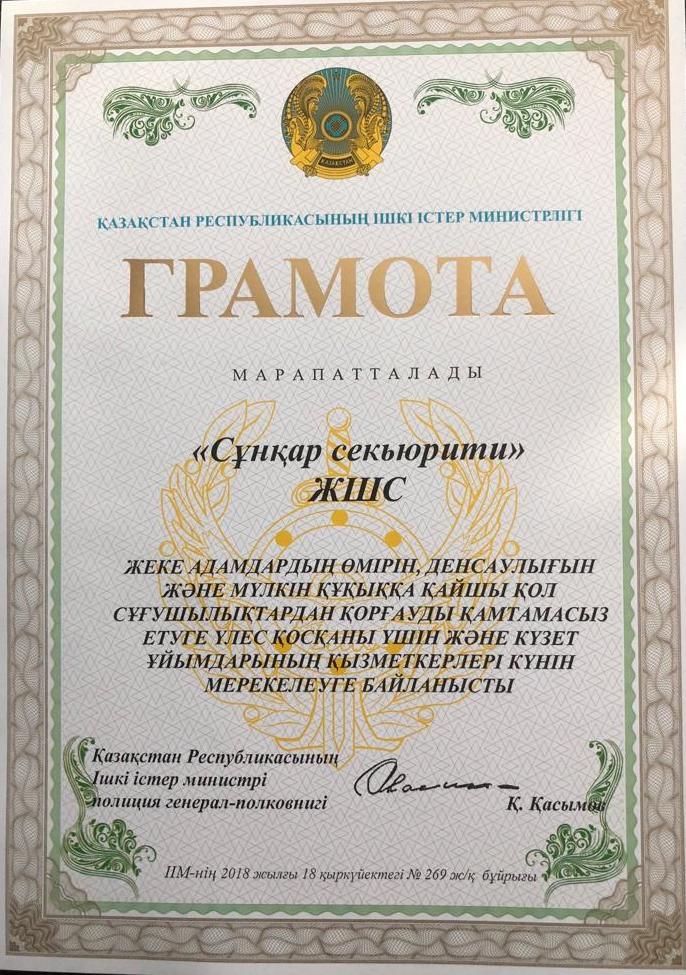 ҚАЗАҚСТАН
ҚАЗАҚСТАН РЕСПУБЛИКАСЫНЫҢ ІШКІ ІСТЕР МИНИСТРЛІГІ
ГРАМОТА
МАРАПАТТАЛАДЫ
«Сұнқар секьюрити»
ЖШС
ЖЕКЕ АДАМДАРДЫҢ ӨМІРІН, ДЕНСАУЛЫҒЫН
ЖӘНЕ МҮЛКІН ҚҰҚЫҚҚА ҚАЙШЫ ҚОЛ
СҰҒУШЫЛЫҚТАРДАН ҚОРҒАУДЫ ҚАМТАМАСЫЗ
ЕТУГЕ ҮЛЕС ҚОСҚАНЫ ҮШІН ЖӘНЕ КҮЗЕТ
ҰЙЫМДАРЫНЫҢ ҚЫЗМЕТКЕРЛЕРІ КҮНІН
МЕРЕКЕЛЕУГЕ БАЙЛАНЫСТЫ
Қазақстан Республикасының
Ішкі істер министрі
полиция генерал-полковнигі Қ. Қасымов
ІІМ-нің 2018 жылғы 18 қыркүйектегі № 269 ж/қ бұйрығы